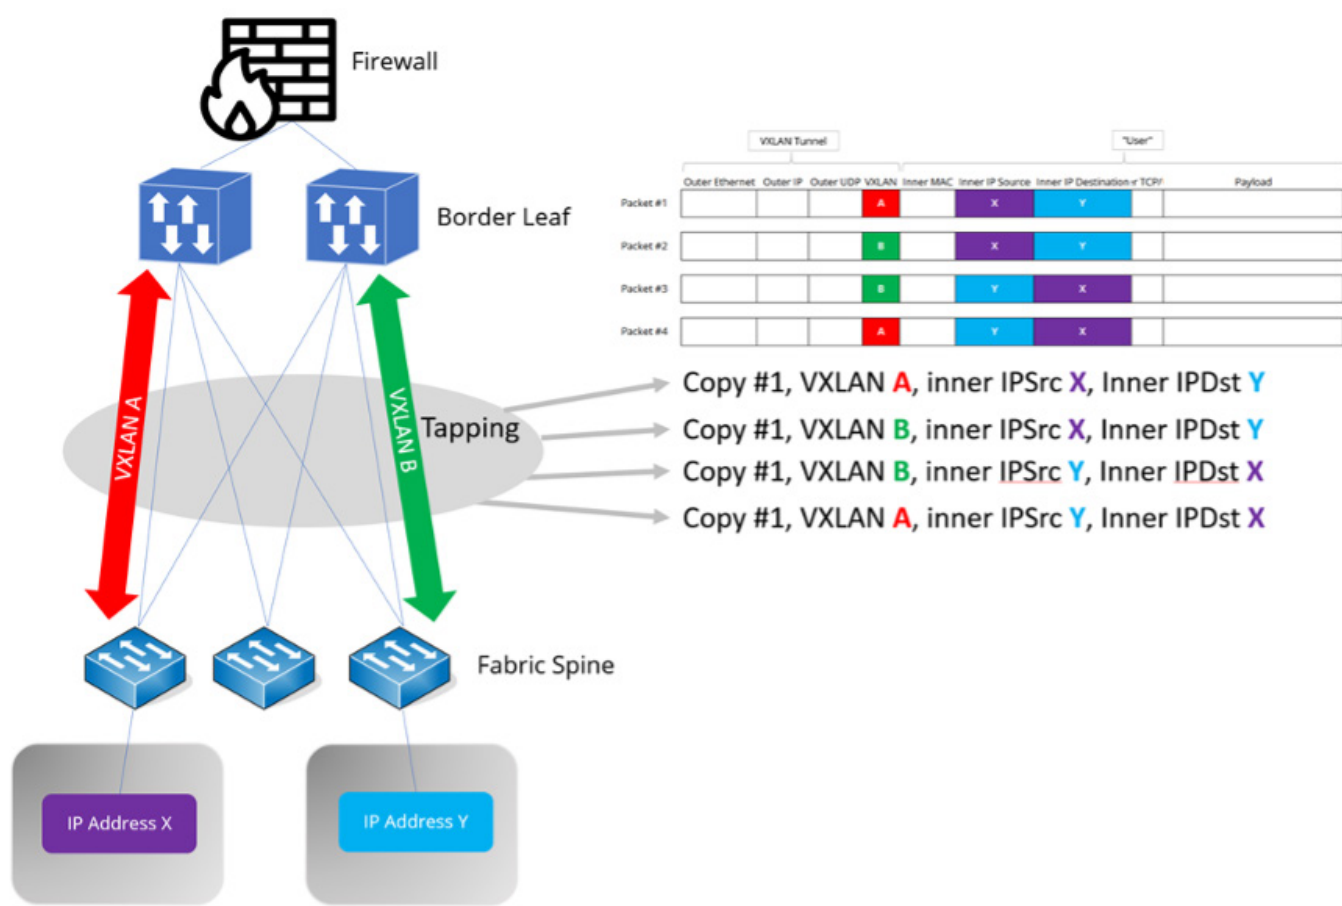 Firewall
Border Leaf
VXLAN A
VXLAN B
Tapping
Fabric Spine
IP Address X
IP Address Y
VXLAN Tunnel
"User"
Outer Ethernet Outer IP Outer UDP VXLAN Inner MAC Inner IP Source Inner IP Destination r TCP/ Payload
Packet #1 A X Y
Packet #2 B X Y
Packet #3 B Y X
Packet #4 A Y X
Copy #1, VXLAN A, inner IPSrc X, Inner IPDst Y
Copy #1, VXLAN B, inner IPSrc X, Inner IPDst Y
Copy #1, VXLAN B, inner IPSrc Y, Inner IPDst X
Copy #1, VXLAN A, inner IPSrc Y, Inner IPDst X